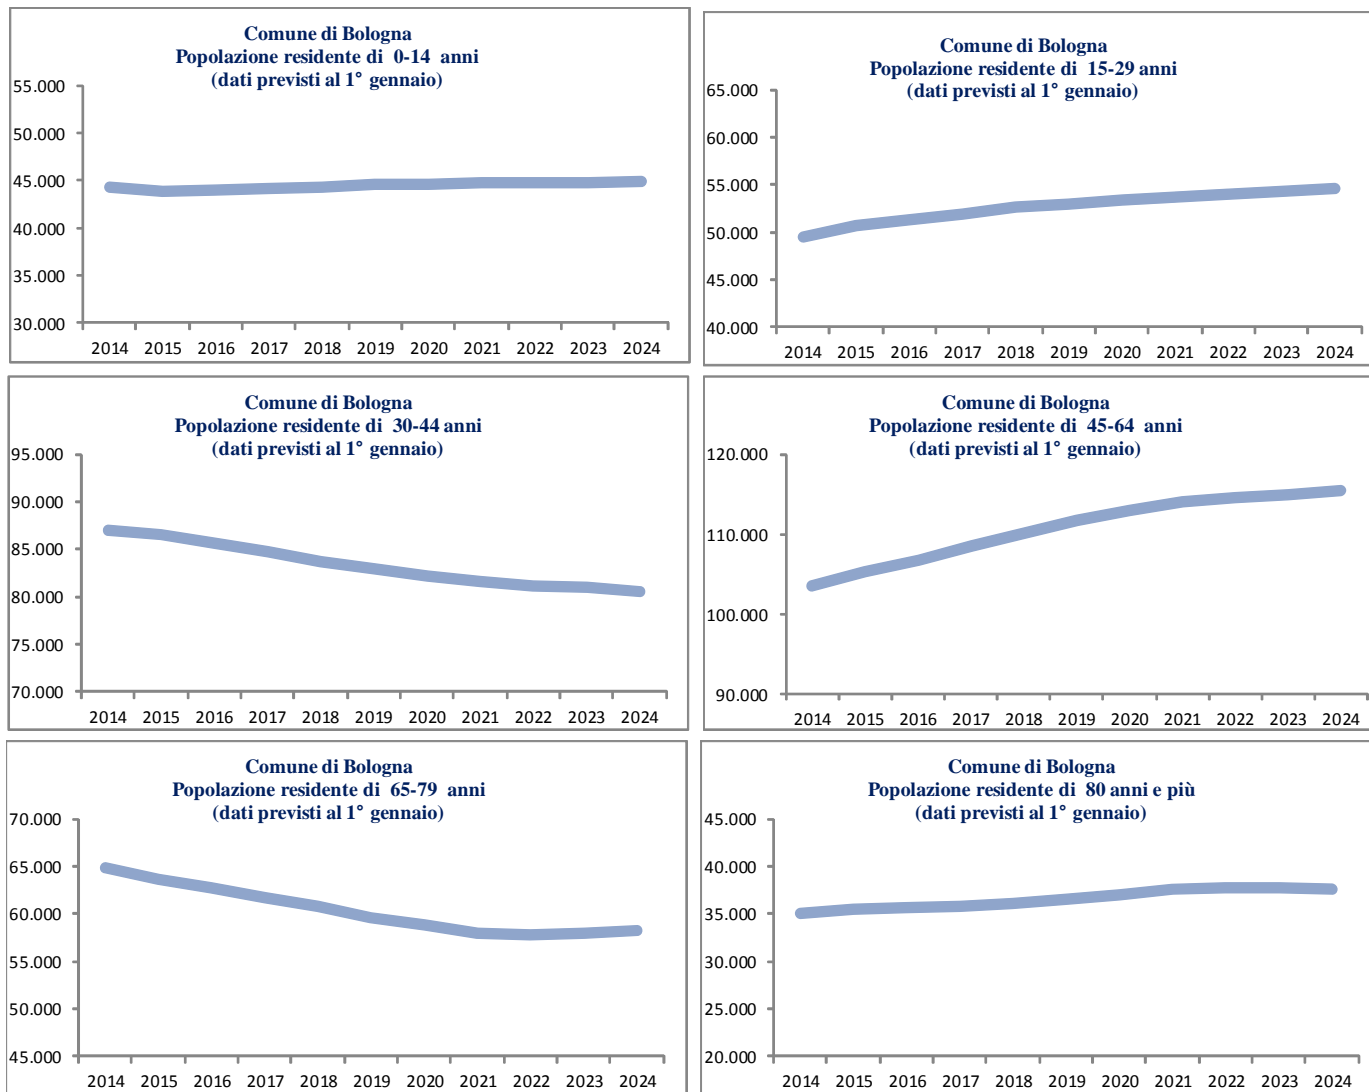 Comune di Bologna
Popolazione residente di 0-14 anni
(dati previsti al 1° gennaio)
55.000
50.000
45.000
40.000
35.000
30.000
2014 2015 2016 2017 2018 2019 2020 2021 2022 2023 2024
Comune di Bologna
Popolazione residente di 15-29 anni
(dati previsti al 1° gennaio)
65.000
60.000
55.000
50.000
45.000
40.000
2014 2015 2016 2017 2018 2019 2020 2021 2022 2023 2024
Comune di Bologna
Popolazione residente di 30-44 anni
(dati previsti al 1° gennaio)
95.000
90.000
85.000
80.000
75.000
70.000
2014 2015 2016 2017 2018 2019 2020 2021 2022 2023 2024
Comune di Bologna
Popolazione residente di 45-64 anni
(dati previsti al 1° gennaio)
120.000
110.000
100.000
90.000
2014 2015 2016 2017 2018 2019 2020 2021 2022 2023 2024
Comune di Bologna
Popolazione residente di 65-79 anni
(dati previsti al 1° gennaio)
70.000
65.000
60.000
55.000
50.000
45.000
2014 2015 2016 2017 2018 2019 2020 2021 2022 2023 2024
Comune di Bologna
Popolazione residente di 80 anni e più
(dati previsti al 1° gennaio)
45.000
40.000
35.000
30.000
25.000
20.000
2014 2015 2016 2017 2018 2019 2020 2021 2022 2023 2024